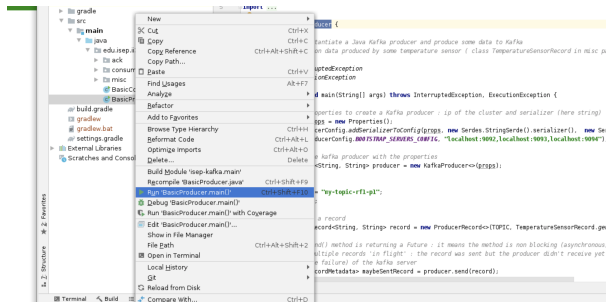 gradle
src
main
java
edu.isep.ii
ack
consum
misc
BasicC
BasicP
build.gradle
gradlew
gradlew.bat
settings.gradle
External Libraries
Scratches and Consol
2: Favorites
7: Structure
Terminal
Build
New
Cut Ctrl+X
Copy Ctrl+C
Copy Reference Ctrl+Alt+Shift+C
Copy Path...
Paste Ctrl+V
Find Usages Alt+F7
Analyze
Refactor
Add to Favorites
Browse Type Hierarchy Ctrl+H
Reformat Code Ctrl+Alt+L
Optimize Imports Ctrl+Alt+O
Delete... Delete
Build Module 'isep-kafka.main'
Recompile 'BasicProducer.java' Ctrl+Shift+F9
Run 'BasicProducer.main()' Ctrl+Shift+F10
Debug 'BasicProducer.main()'
Run 'BasicProducer.main()' with Coverage
Edit 'BasicProducer.main()'...
Show in File Manager
File Path Ctrl+Alt+Shift+2
Open in Terminal
Local History
Git
Reload from Disk
Compare With... Ctrl+D
import ...
ducer {
tantiate a Java Kafka producer and produce some data to Kafka
on data produced by some temperature sensor ( class TemperatureSensorRecord in misc pa
uptedException
ionException
d main(String[] args) throws InterruptedException, ExecutionException {
operties to create a Kafka producer : ip of the cluster and serializer (here string)
ops = new Properties();
cerConfig.addSerializerToConfig(props, new Serdes.StringSerde().serializer(), new Se
ducerConfig.BOOTSTRAP_SERVERS_CONFIG, "localhost:9092,localhost:9093,localhost:9094")
e kafka producer with the properties
<String, String> producer = new KafkaProducer<>(props);
= "my-topic-rf1-p1";
a record
ecord<String, String> record = new ProducerRecord<>(TOPIC, TemperatureSensorRecord.ge
nd() method is returning a Future : it means the method is non blocking (asynchronous
ultiple records 'in flight' : the record was sent but the producer didn't receive yet
e failure) of the kafka server
cordMetadata> maybeSentRecord = producer.send(record);